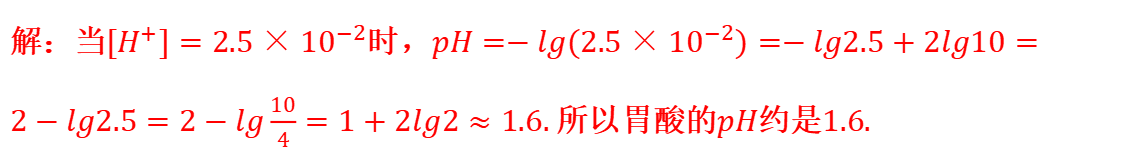 解：当[H⁺] = 2.5 × 10⁻²时，pH =− lg(2.5 × 10⁻²) =− lg2.5 + 2lg10 =
2 − lg2.5 = 2 − lg\frac{10}{4} = 1 + 2lg2 ≈ 1.6. 所以胃酸的pH约是1.6.